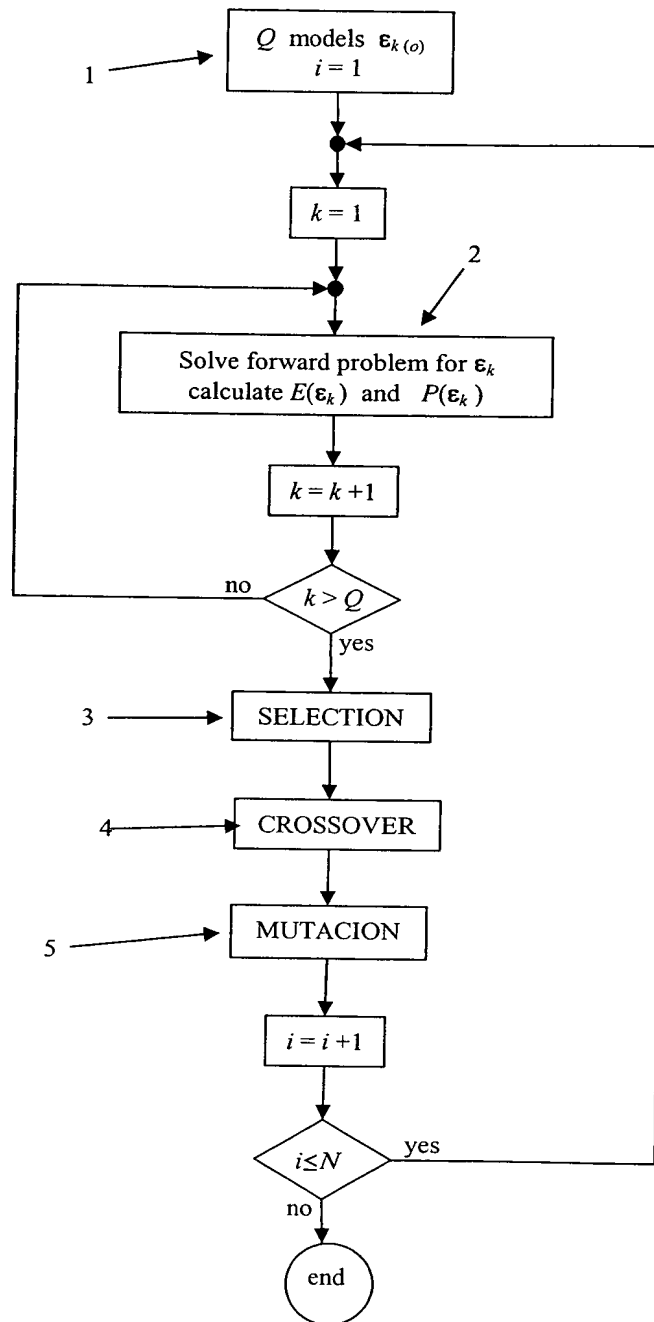 Q models ε_k(o)
i = 1
1
k = 1
2
Solve forward problem for ε_k
calculate E(ε_k) and P(ε_k)
k = k +1
no
k > Q
yes
3
SELECTION
4
CROSSOVER
5
MUTACION
i = i +1
i≤N
yes
no
end